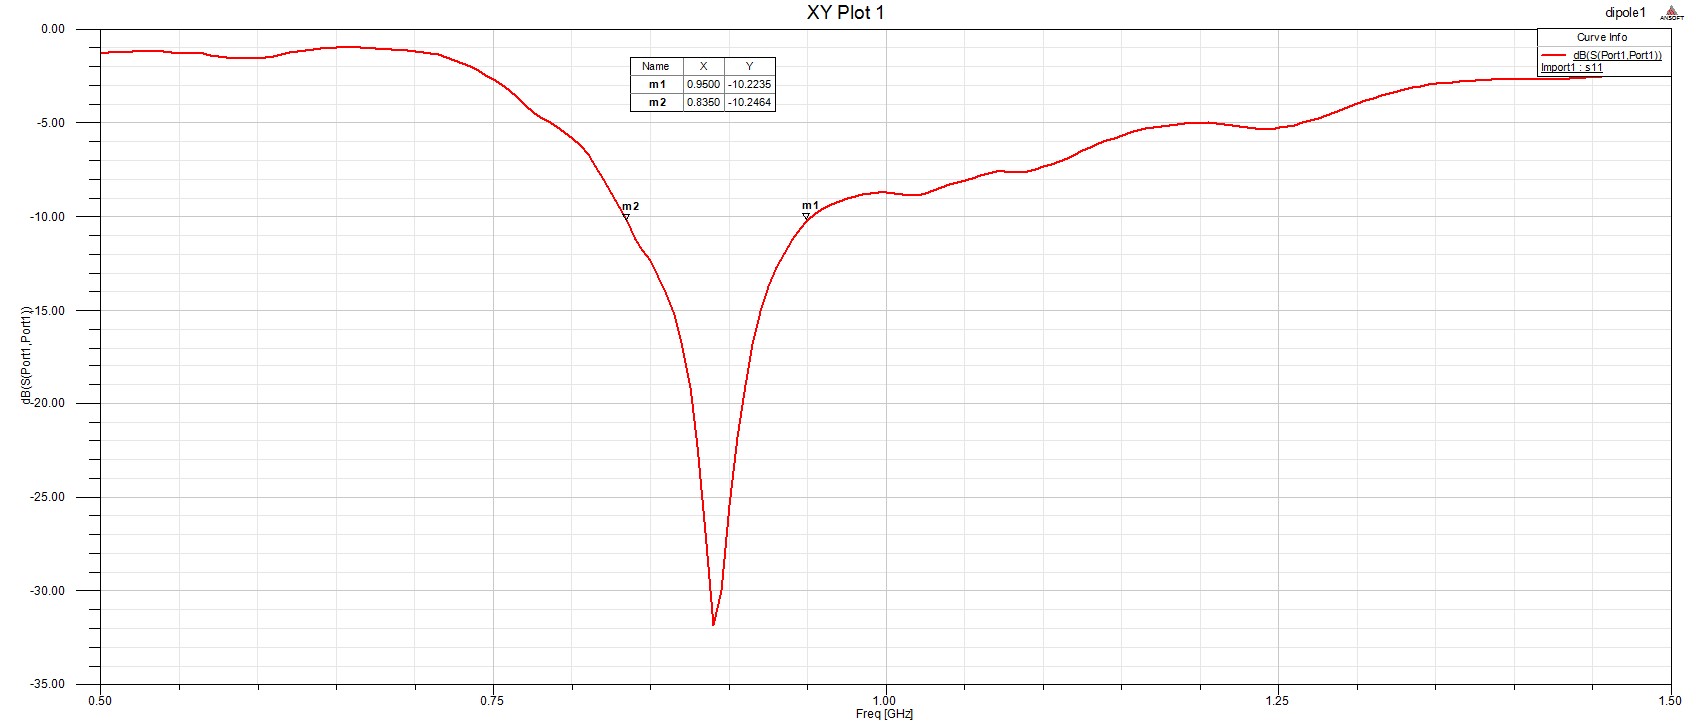 XY Plot 1
dipole1
ANSOFT
Curve Info
dB(S(Port1,Port1))
Import1 : s11
Name X Y
m1 0.9500 -10.2235
m2 0.8350 -10.2464
0.00
-5.00
-10.00
-15.00
-20.00
-25.00
-30.00
-35.00
dB(S(Port1,Port1))
m2
m1
0.50 0.75 1.00 1.25 1.50
Freq [GHz]